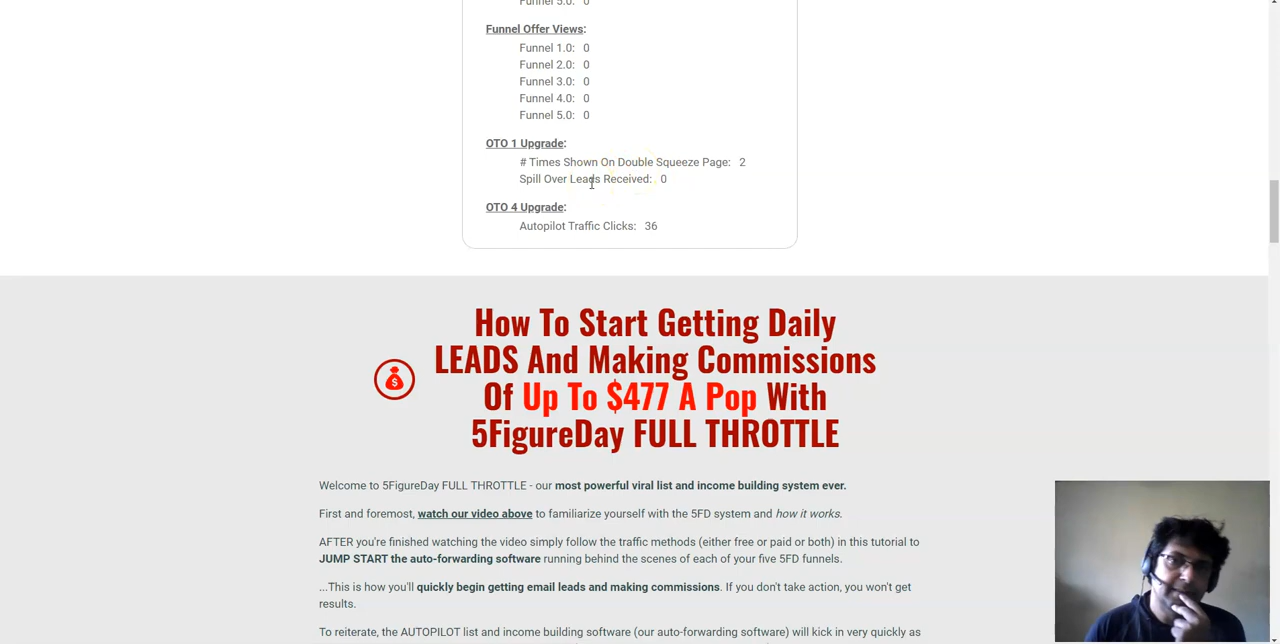 Funnel 5.0: 0
Funnel Offer Views:
Funnel 1.0: 0
Funnel 2.0: 0
Funnel 3.0: 0
Funnel 4.0: 0
Funnel 5.0: 0
OTO 1 Upgrade:
# Times Shown On Double Squeeze Page: 2
Spill Over Leads Received: 0
OTO 4 Upgrade:
Autopilot Traffic Clicks: 36
How To Start Getting Daily
LEADS And Making Commissions
Of Up To $477 A Pop With
5FigureDay FULL THROTTLE
$
Welcome to 5FigureDay FULL THROTTLE - our most powerful viral list and income building system ever.
First and foremost, watch our video above to familiarize yourself with the 5FD system and how it works.
AFTER you're finished watching the video simply follow the traffic methods (either free or paid or both) in this tutorial to
JUMP START the auto-forwarding software running behind the scenes of each of your five 5FD funnels.
...This is how you'll quickly begin getting email leads and making commissions. If you don't take action, you won't get
results.
To reiterate, the AUTOPILOT list and income building software (our auto-forwarding software) will kick in very quickly as